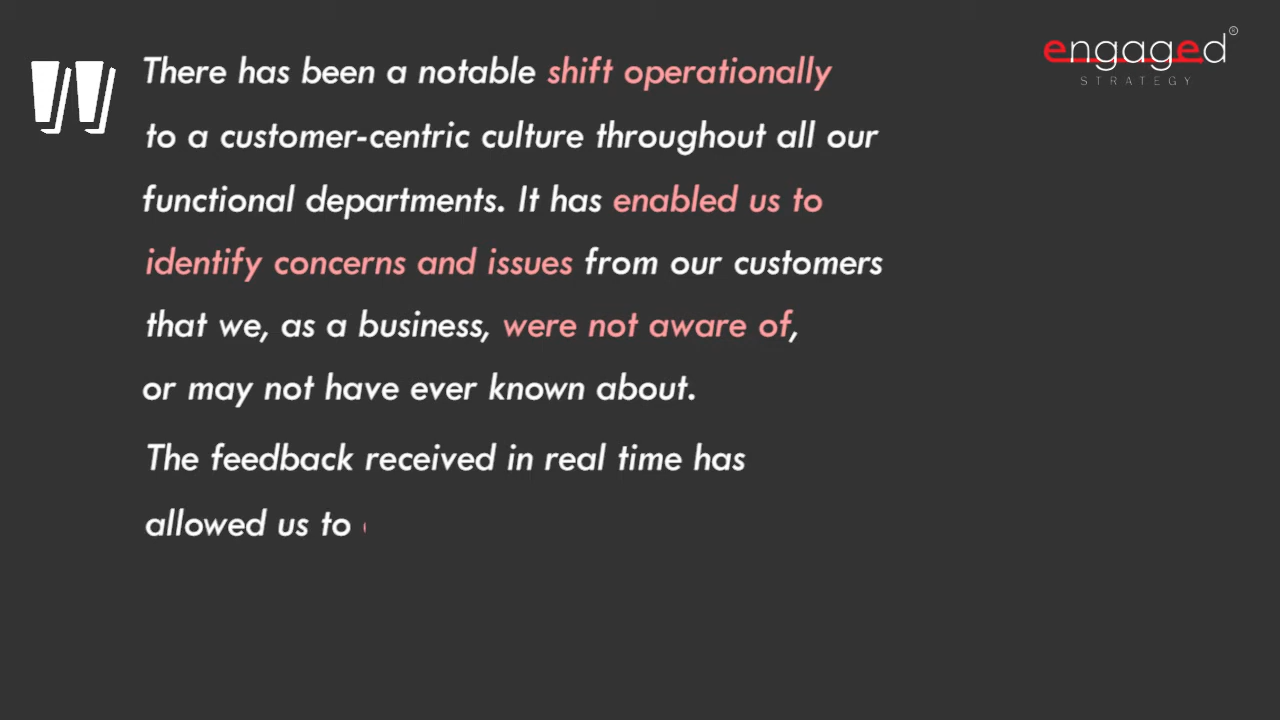 engaged
STRATEGY
"
There has been a notable shift operationally
to a customer-centric culture throughout all our
functional departments. It has enabled us to
identify concerns and issues from our customers
that we, as a business, were not aware of,
or may not have ever known about.
The feedback received in real time has
allowed us to